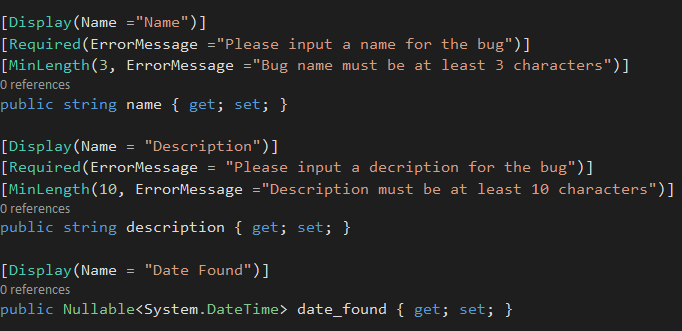 [Display(Name ="Name")]
[Required(ErrorMessage ="Please input a name for the bug")]
[MinLength(3, ErrorMessage ="Bug name must be at least 3 characters")]
0 references
public string name { get; set; }
[Display(Name = "Description")]
[Required(ErrorMessage = "Please input a decription for the bug")]
[MinLength(10, ErrorMessage ="Description must be at least 10 characters")]
0 references
public string description { get; set; }
[Display(Name = "Date Found")]
0 references
public Nullable<System.DateTime> date_found { get; set; }